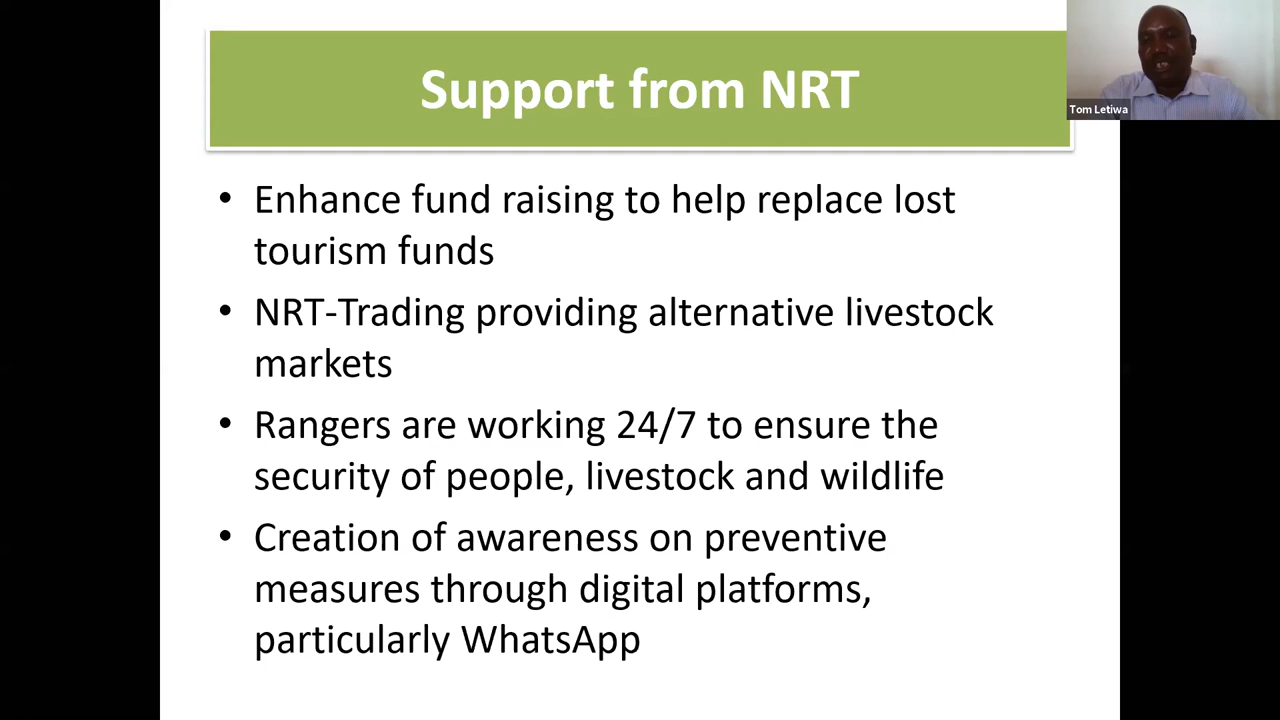 Support from NRT
Tom Letiwa
• Enhance fund raising to help replace lost
tourism funds
• NRT-Trading providing alternative livestock
markets
• Rangers are working 24/7 to ensure the
security of people, livestock and wildlife
• Creation of awareness on preventive
measures through digital platforms,
particularly WhatsApp